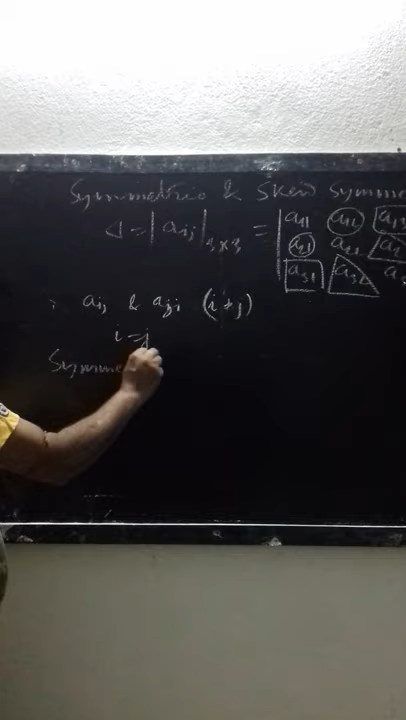 Symmetric & Skew Symme
Δ = | aij |3×3 = | a11 a12 a13
a21 a22 a2
a31 a32 a3
: aij & aji (i ≠ j)
i = j
Symme